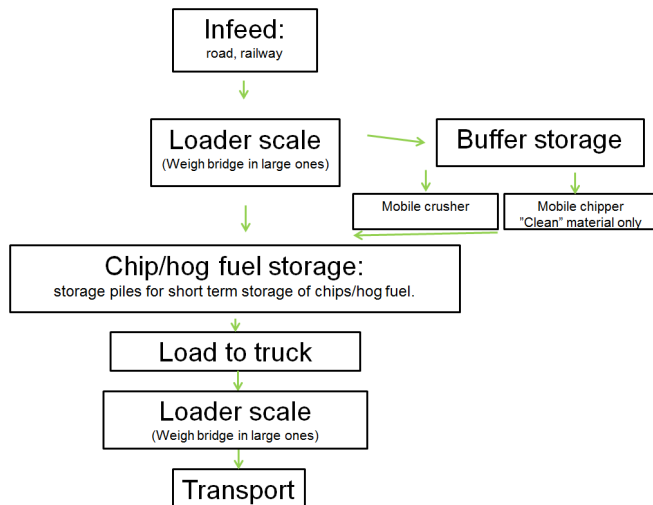 Infeed:
road, railway
Loader scale
(Weigh bridge in large ones)
Buffer storage
Mobile crusher
Mobile chipper
"Clean" material only
Chip/hog fuel storage:
storage piles for short term storage of chips/hog fuel.
Load to truck
Loader scale
(Weigh bridge in large ones)
Transport